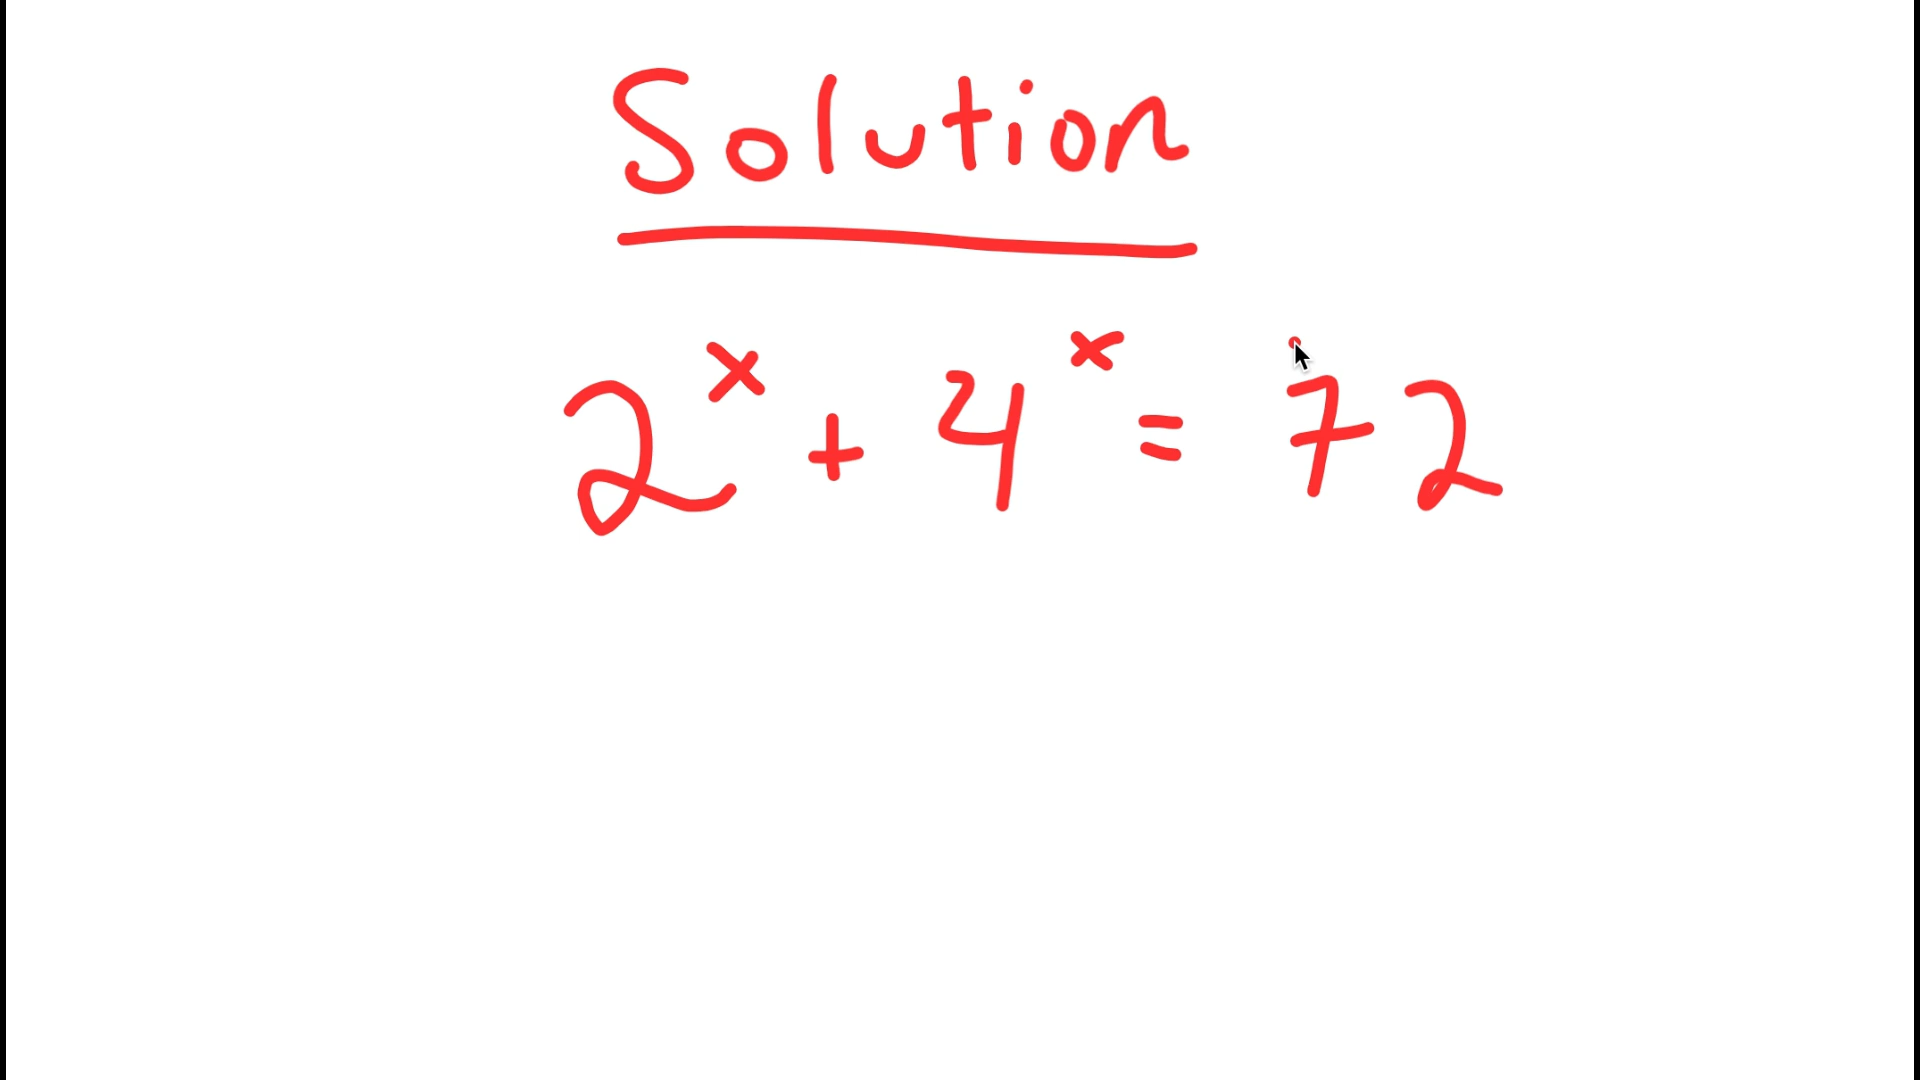 Solution
2^x + 4^x = 72